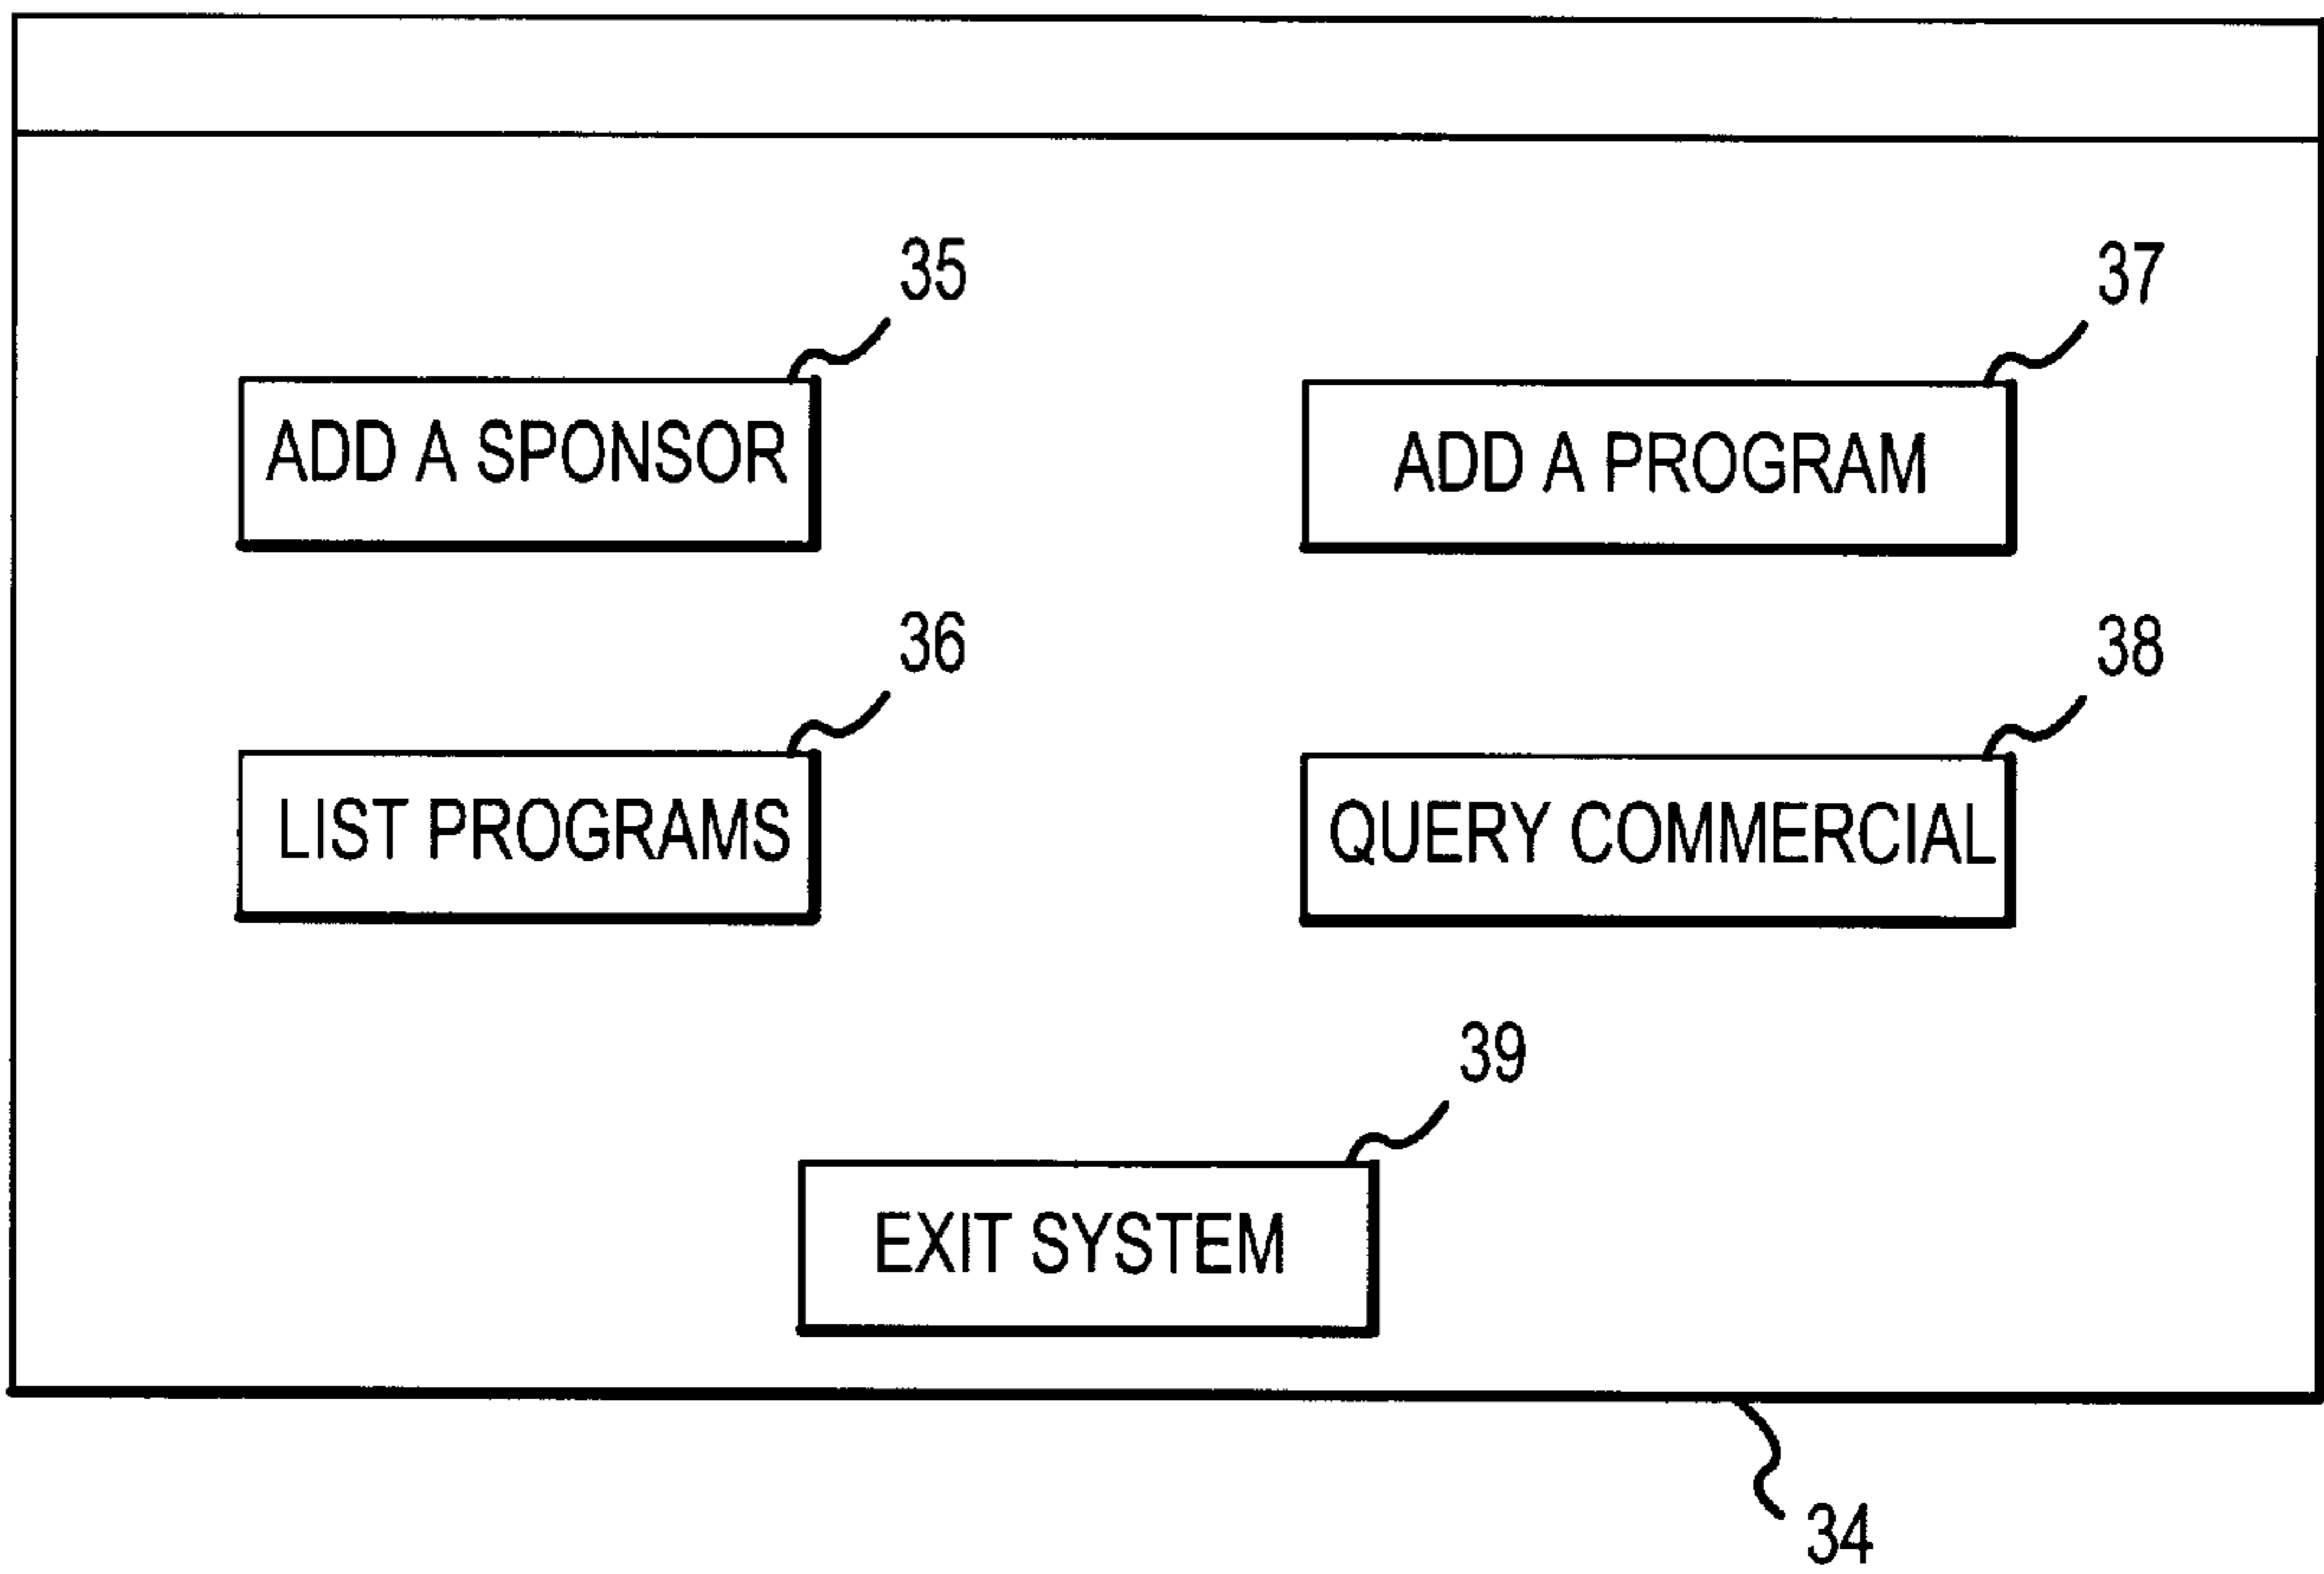 35
37
ADD A SPONSOR
ADD A PROGRAM
36
38
LIST PROGRAMS
QUERY COMMERCIAL
39
EXIT SYSTEM
34